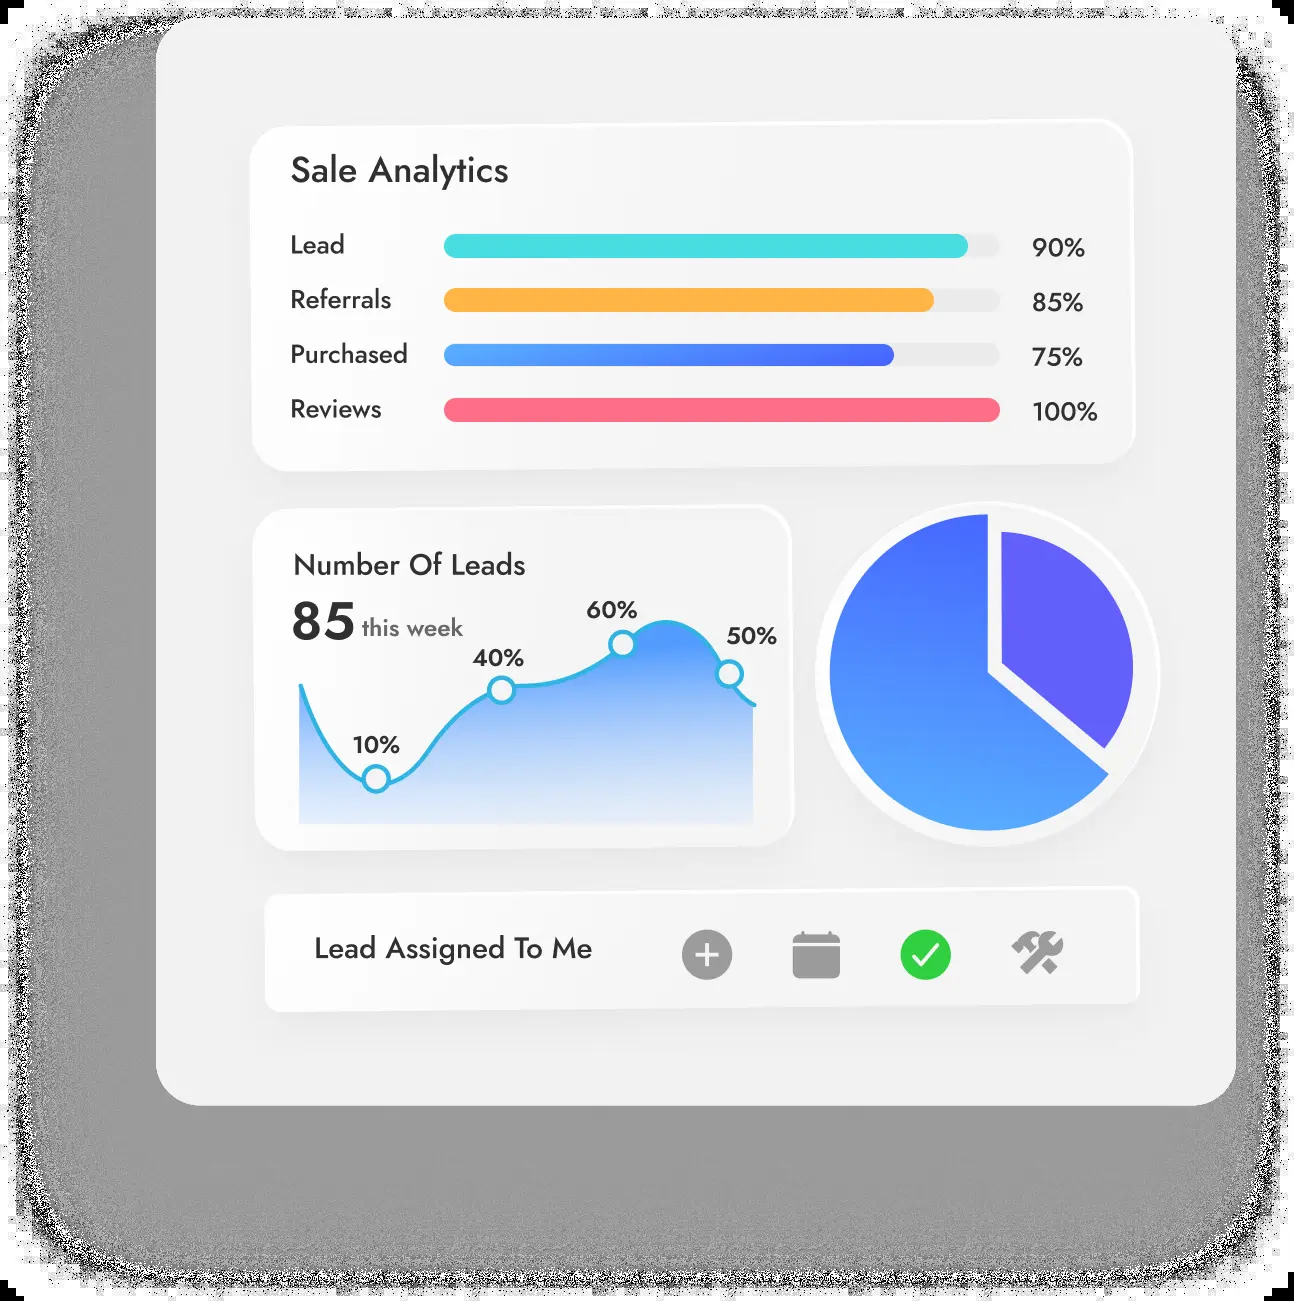 Sale Analytics
Lead 90%
Referrals 85%
Purchased 75%
Reviews 100%
Number Of Leads
85 this week
10%
40%
60%
50%
Lead Assigned To Me